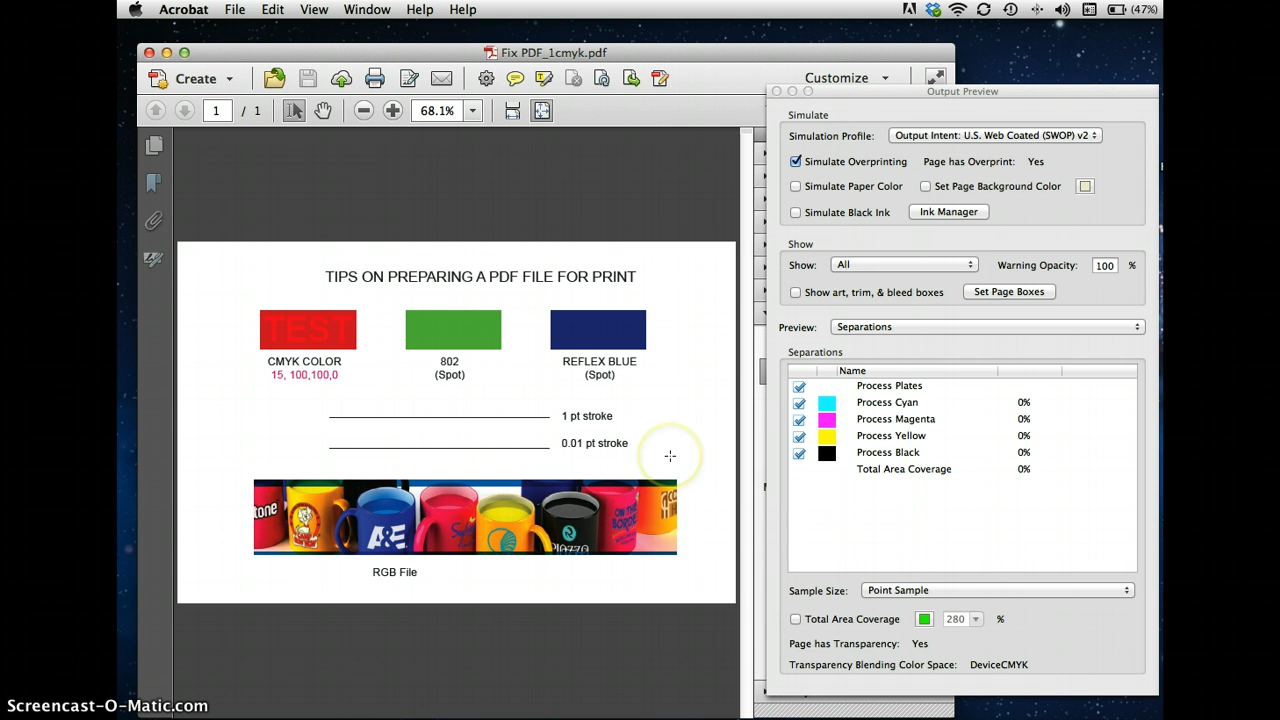 Acrobat File Edit View Window Help Help (47%)
Fix PDF_1cmyk.pdf
Create Customize
1 / 1 68.1%
Output Preview
Simulate
Simulation Profile: Output Intent: U.S. Web Coated (SWOP) v2
Simulate Overprinting Page has Overprint: Yes
Simulate Paper Color Set Page Background Color
Simulate Black Ink Ink Manager
Show
Show: All Warning Opacity: 100 %
Show art, trim, & bleed boxes Set Page Boxes
Preview: Separations
Separations
Name
Process Plates
Process Cyan 0%
Process Magenta 0%
Process Yellow 0%
Process Black 0%
Total Area Coverage 0%
Sample Size: Point Sample
Total Area Coverage 280 %
Page has Transparency: Yes
Transparency Blending Color Space: DeviceCMYK
TIPS ON PREPARING A PDF FILE FOR PRINT
TEST
CMYK COLOR
15, 100,100,0
802
(Spot)
REFLEX BLUE
(Spot)
1 pt stroke
0.01 pt stroke
tone
A&E
ON THE
BORDER
PIAZZA
RGB File
Screencast-O-Matic.com